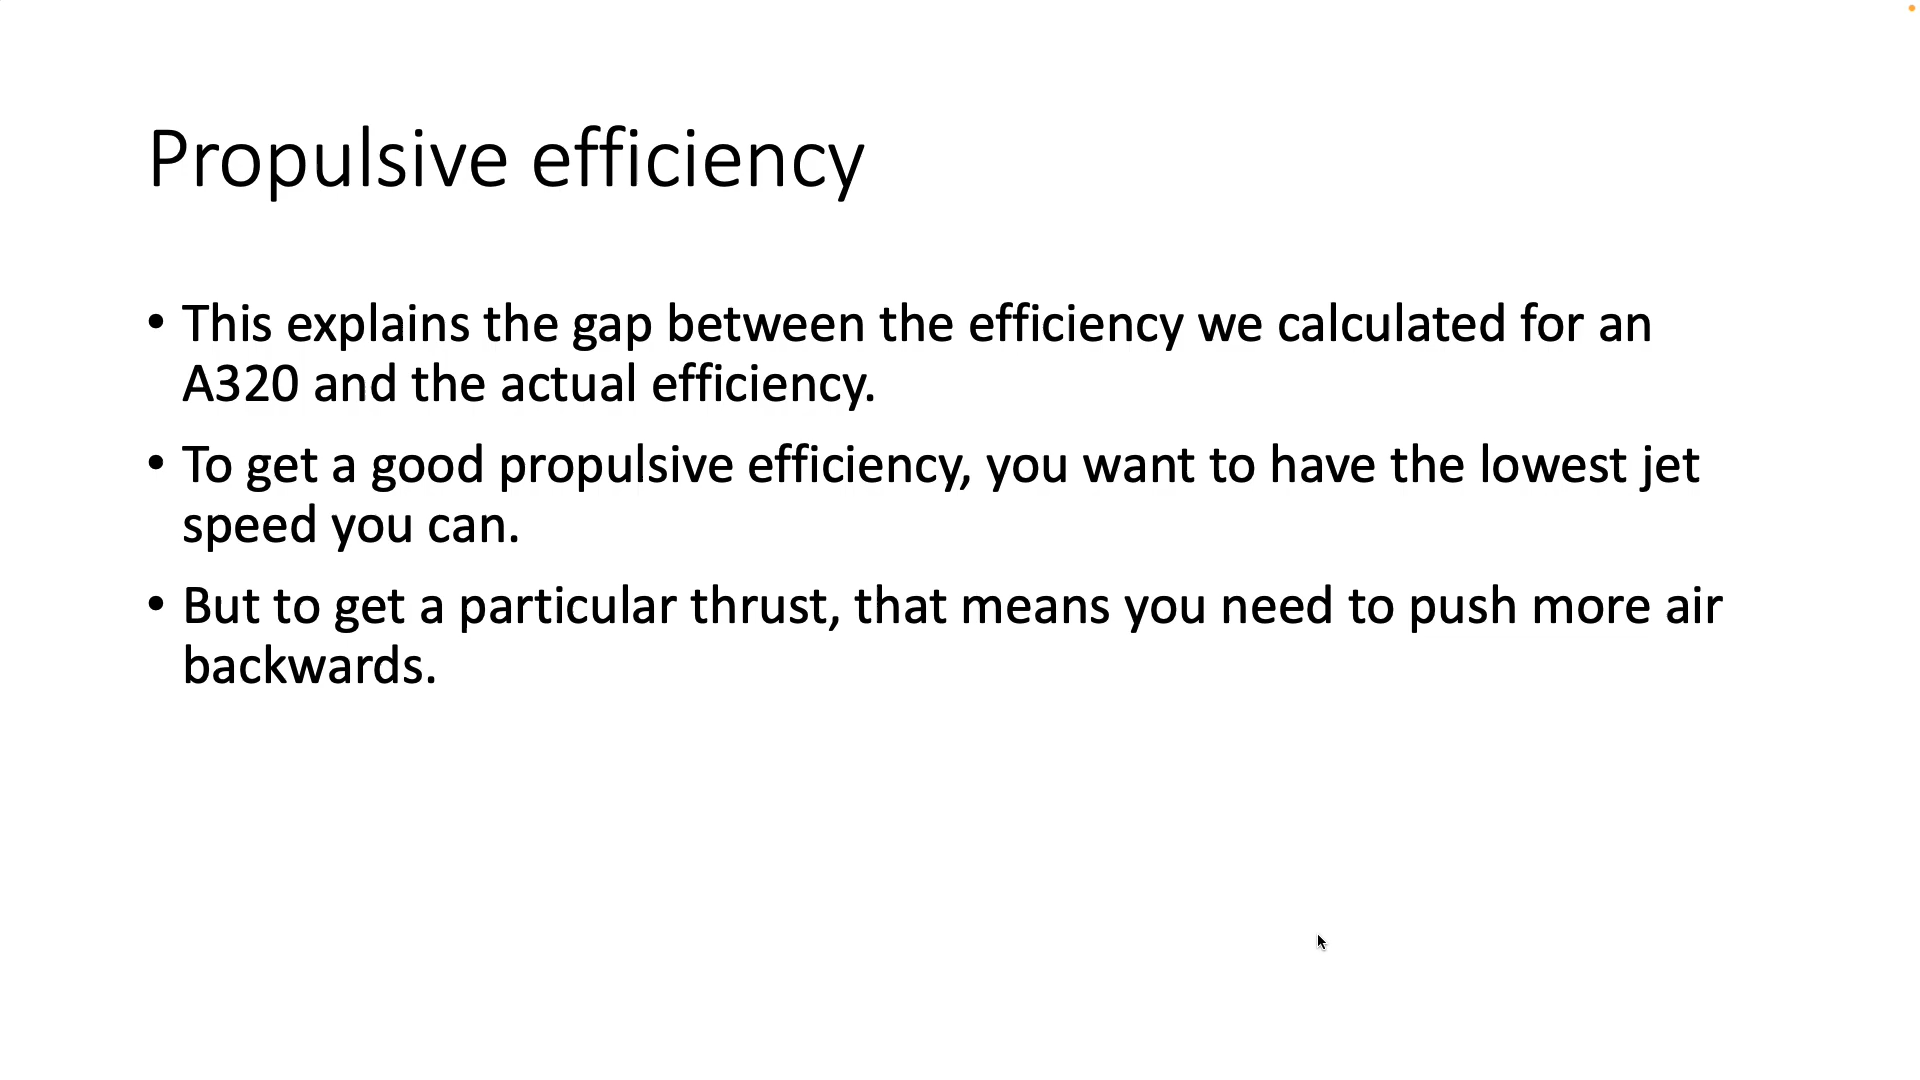 Propulsive efficiency
• This explains the gap between the efficiency we calculated for an
A320 and the actual efficiency.
• To get a good propulsive efficiency, you want to have the lowest jet
speed you can.
• But to get a particular thrust, that means you need to push more air
backwards.